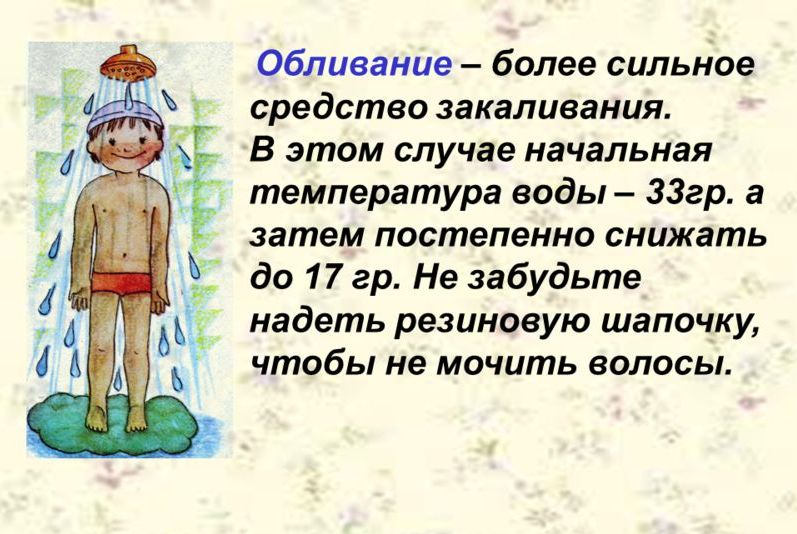 Обливание – более сильное
средство закаливания.
В этом случае начальная
температура воды – 33гр. а
затем постепенно снижать
до 17 гр. Не забудьте
надеть резиновую шапочку,
чтобы не мочить волосы.